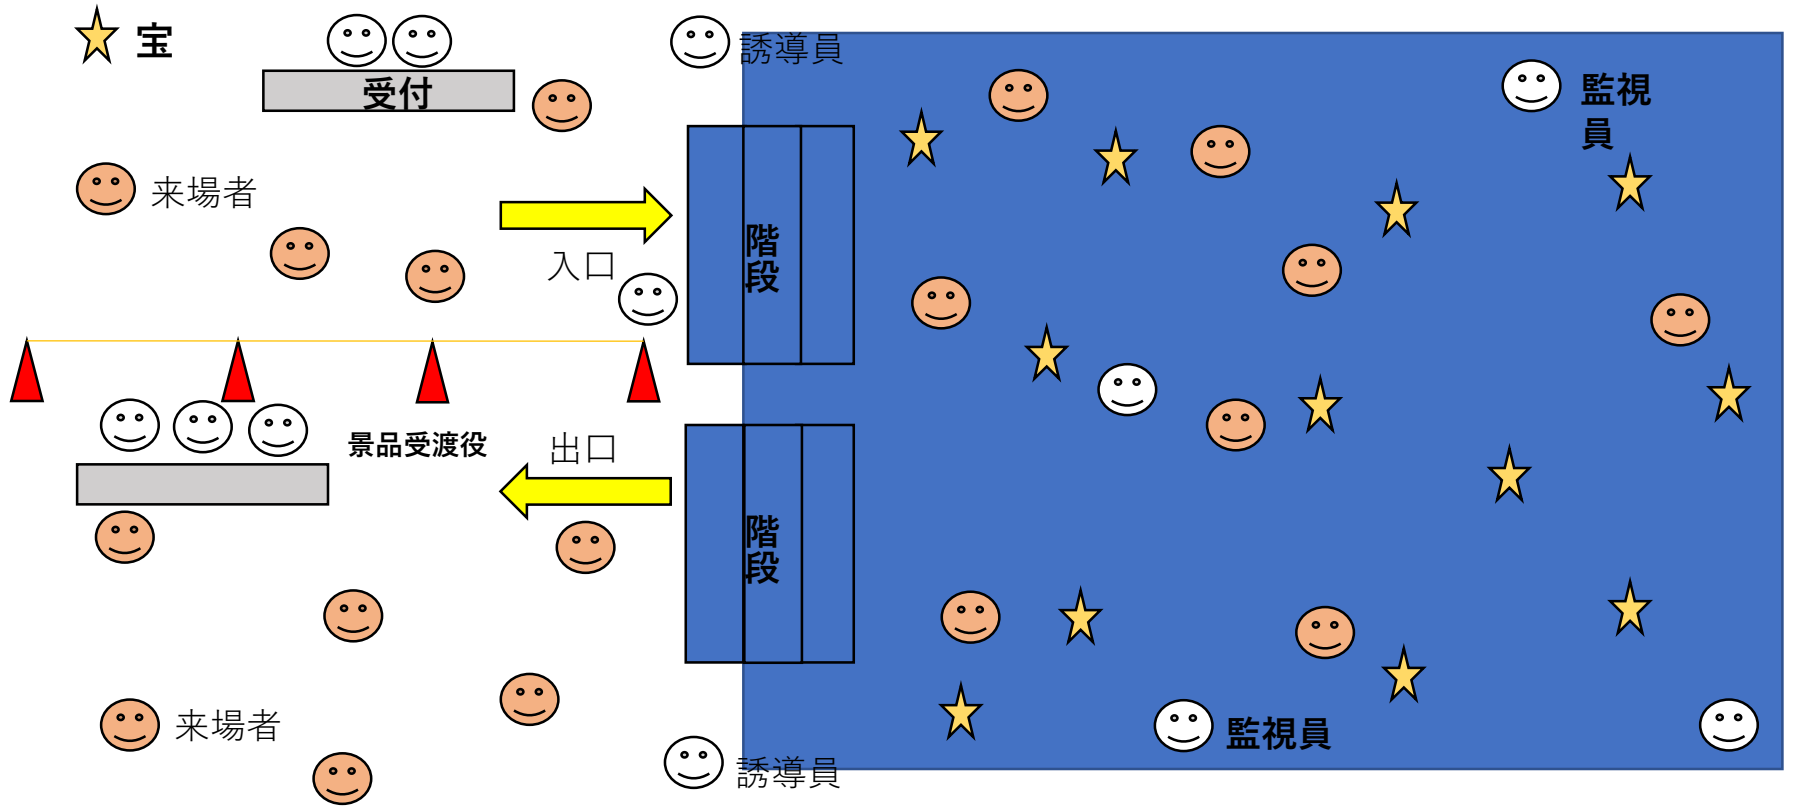 宝
受付
誘導員
監視
員
来場者
入口
階
段
景品受渡役
出口
階
段
来場者
監視員
誘導員